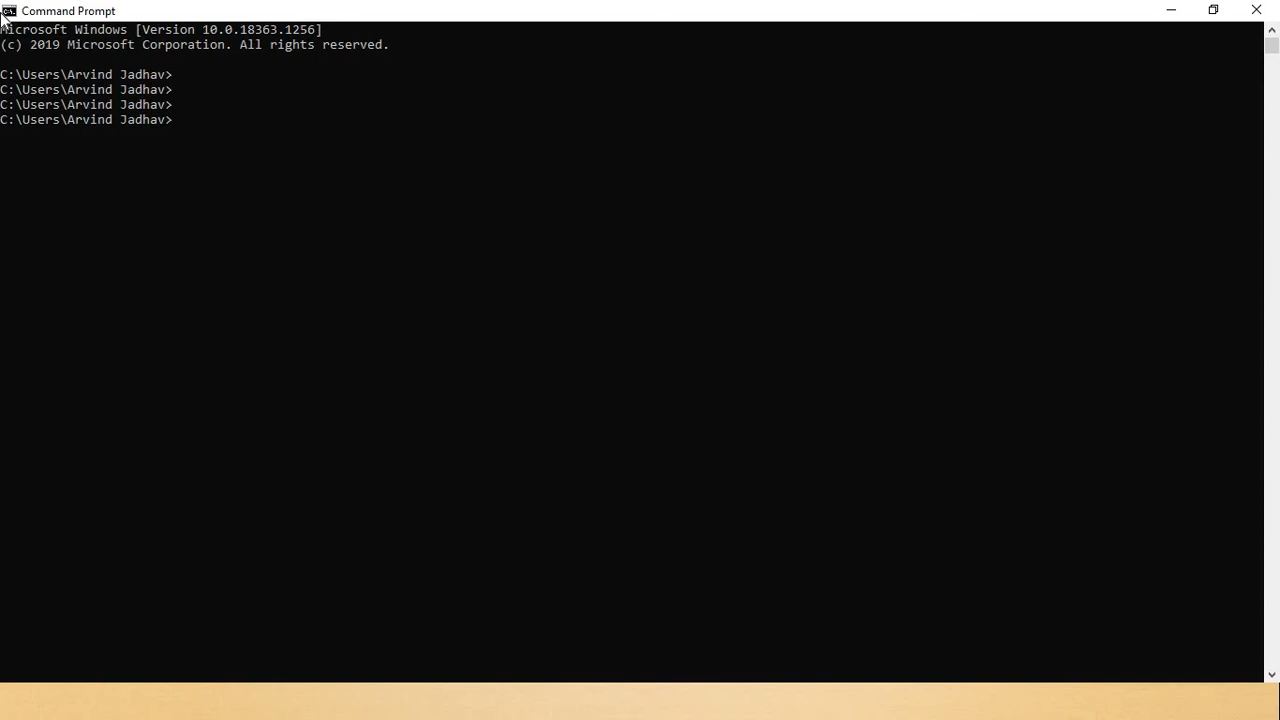 Command Prompt
Microsoft Windows [Version 10.0.18363.1256]
(c) 2019 Microsoft Corporation. All rights reserved.
C:\Users\Arvind Jadhav>
C:\Users\Arvind Jadhav>
C:\Users\Arvind Jadhav>
C:\Users\Arvind Jadhav>